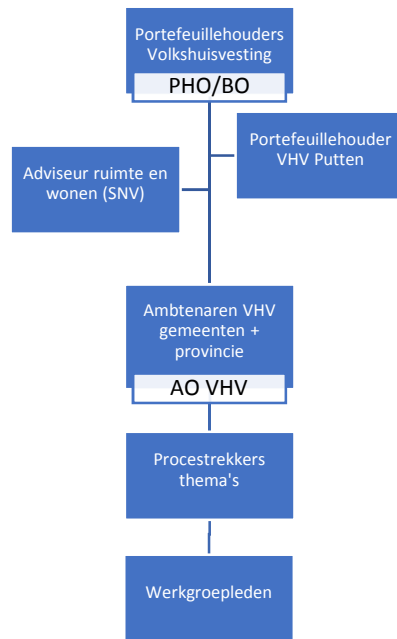 Portefeuillehouders
Volkshuisvesting
PHO/BO
Portefeuillehouder
VHV Putten
Adviseur ruimte en
wonen (SNV)
Ambtenaren VHV
gemeenten +
provincie
AO VHV
Procestrekkers
thema's
Werkgroepleden